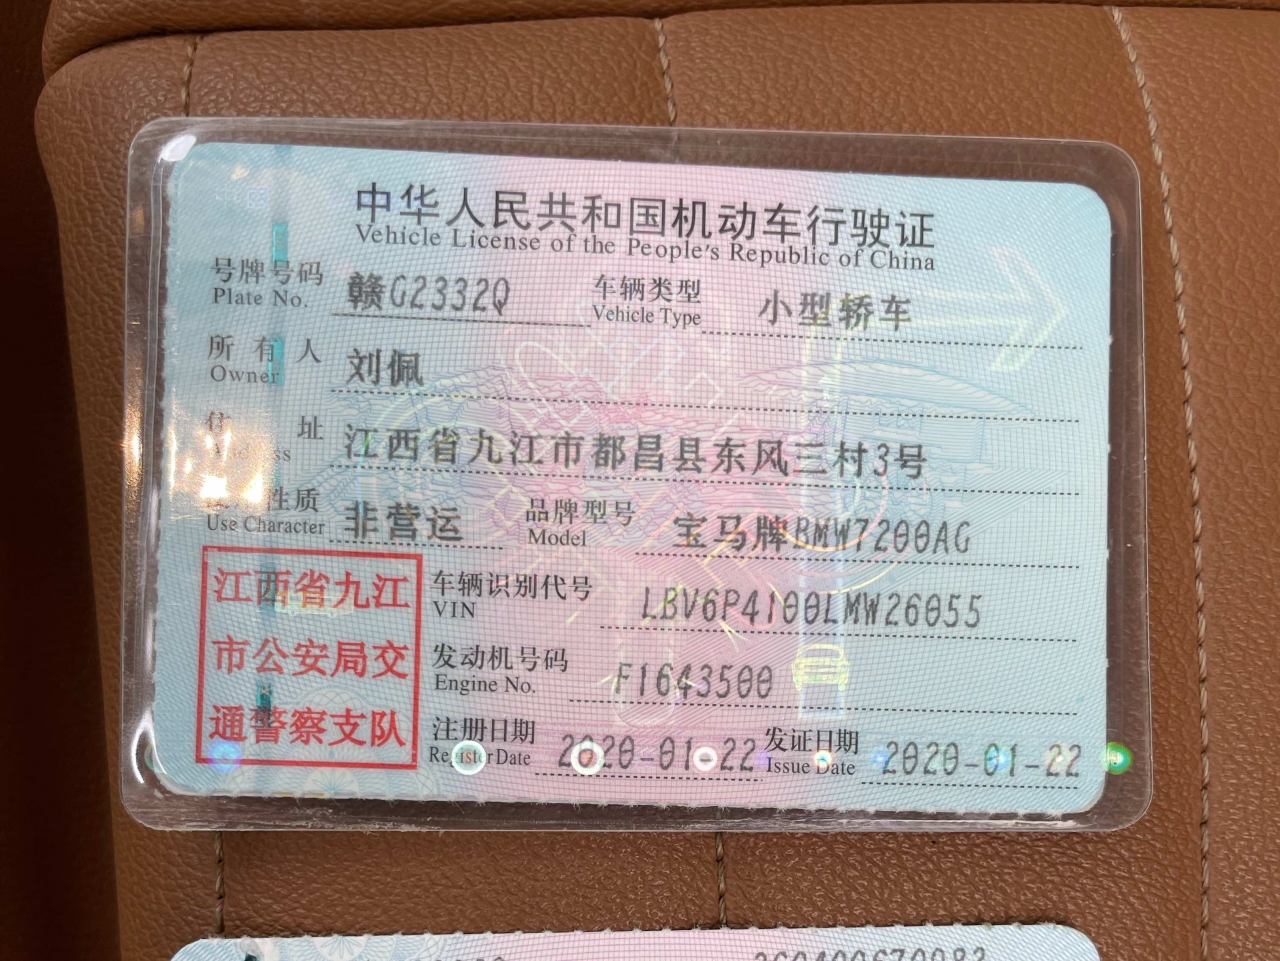 中华人民共和国机动车行驶证
Vehicle License of the People's Republic of China
号牌号码 赣G2332Q 车辆类型 小型轿车
Plate No. Vehicle Type
所有人 刘佩
Owner
住址 江西省九江市都昌县东风三村3号
性质 非营运 品牌型号 宝马牌BMW7200AG
Use Character Model
江西省九江
市公安局交
通警察支队
车辆识别代号 LBV6P4100LMW26055
VIN
发动机号码 F1643500
Engine No.
注册日期 2020-01-22 发证日期 2020-01-22
Register Date Issue Date